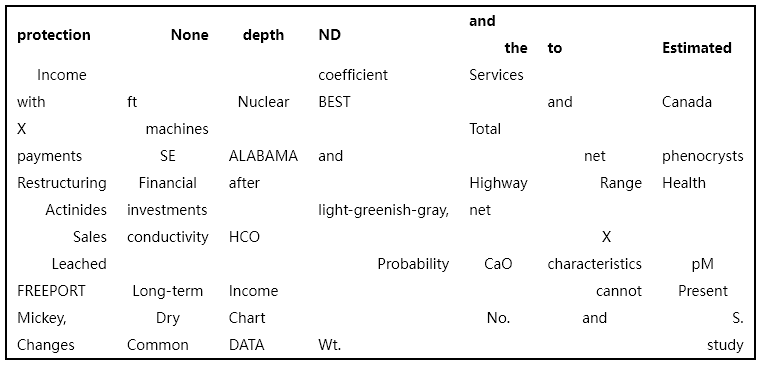 protection None depth ND and the to Estimated
Income coefficient Services
with ft Nuclear BEST and Canada
X machines Total
payments SE ALABAMA and net phenocrysts
Restructuring Financial after Highway Range Health
Actinides investments light-greenish-gray, net
Sales conductivity HCO X
Leached Probability CaO characteristics pM
FREEPORT Long-term Income cannot Present
Mickey, Dry Chart No. and S.
Changes Common DATA Wt. study